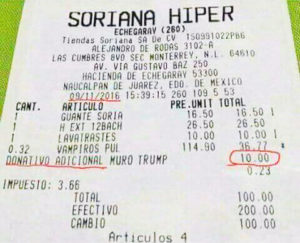 SORIANA HIPER
ECHEGARAY (260)
Tiendas Soriana SA De CV TSO991022PB6
ALEJANDRO DE RODAS 3102-A
LAS CUMBRES 8VO SEC MONTERREY, N.L. 64610
AV. VIA GUSTAVO BAZ 250
HACIENDA DE ECHEGARAY 53300
NAUCALPAN DE JUAREZ, EDO. DE MEXICO
09/11/2016 15:39:15 260 109 5 53
CANT. ARTICULO PRE.UNIT TOTAL
1 GUANTE SORIA 16.50 16.50 I
1 H EXT 12BACH 26.50 26.50
1 LAVATRASTES 10.00 10.00 I
0.32 VAMPIROS PUL 114.90 36.77 *
DONATIVO ADICIONAL MURO TRUMP 10.00
0.23
IMPUESTO: 3.66
TOTAL 100.00
EFECTIVO 200.00
CAMBIO 100.00
Articulos 4